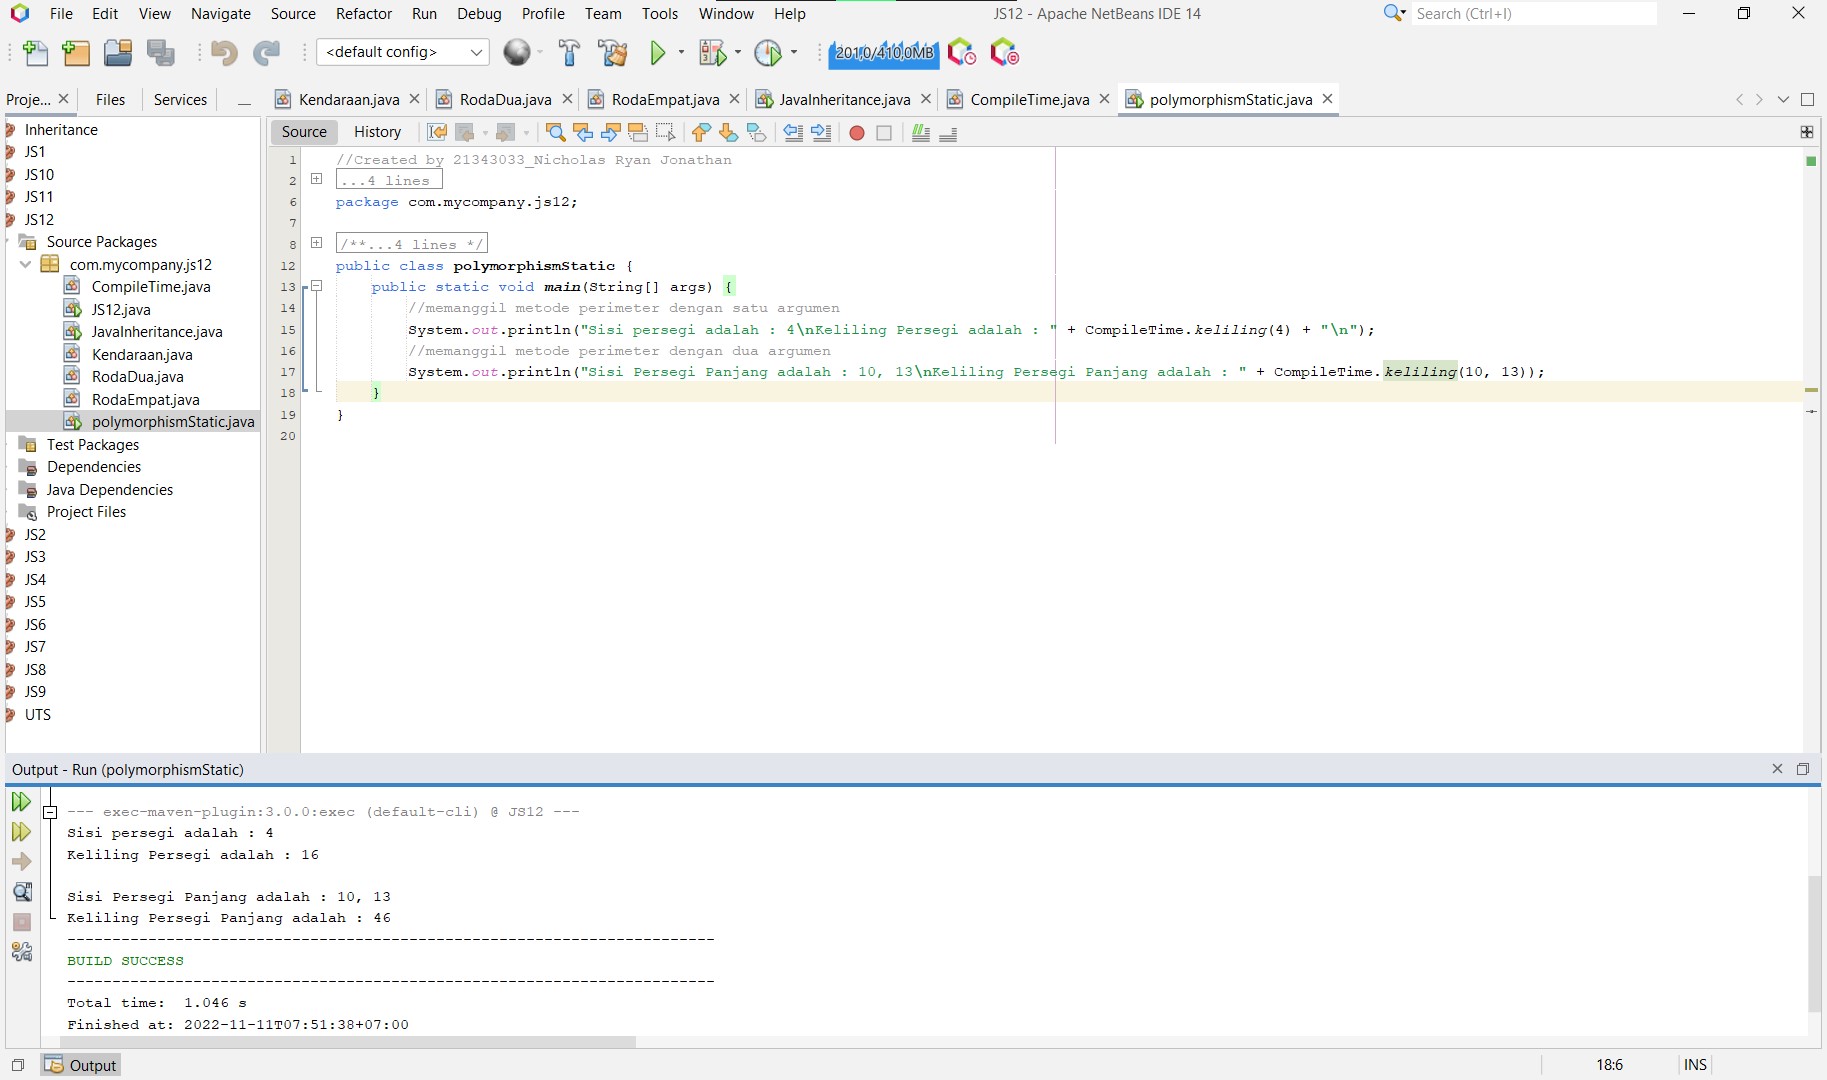 File Edit View Navigate Source Refactor Run Debug Profile Team Tools Window Help
JS12 - Apache NetBeans IDE 14
Search (Ctrl+I)
<default config>
201,0/410,0MB
Proje... Files Services
Kendaraan.java RodaDua.java RodaEmpat.java JavaInheritance.java CompileTime.java polymorphismStatic.java
Inheritance
JS1
JS10
JS11
JS12
Source Packages
com.mycompany.js12
CompileTime.java
JS12.java
JavaInheritance.java
Kendaraan.java
RodaDua.java
RodaEmpat.java
polymorphismStatic.java
Test Packages
Dependencies
Java Dependencies
Project Files
JS2
JS3
JS4
JS5
JS6
JS7
JS8
JS9
UTS
Source History
1 //Created by 21343033_Nicholas Ryan Jonathan
2 ...4 lines
6 package com.mycompany.js12;
7
8 /**...4 lines */
12 public class polymorphismStatic {
13 public static void main(String[] args) {
14 //memanggil metode perimeter dengan satu argumen
15 System.out.println("Sisi persegi adalah : 4\nKeliling Persegi adalah : " + CompileTime.keliling(4) + "\n");
16 //memanggil metode perimeter dengan dua argumen
17 System.out.println("Sisi Persegi Panjang adalah : 10, 13\nKeliling Persegi Panjang adalah : " + CompileTime.keliling(10, 13));
18 }
19 }
20
Output - Run (polymorphismStatic)
--- exec-maven-plugin:3.0.0:exec (default-cli) @ JS12 ---
Sisi persegi adalah : 4
Keliling Persegi adalah : 16
Sisi Persegi Panjang adalah : 10, 13
Keliling Persegi Panjang adalah : 46
------------------------------------------------------------------------
BUILD SUCCESS
------------------------------------------------------------------------
Total time:  1.046 s
Finished at: 2022-11-11T07:51:38+07:00
Output
18:6 INS